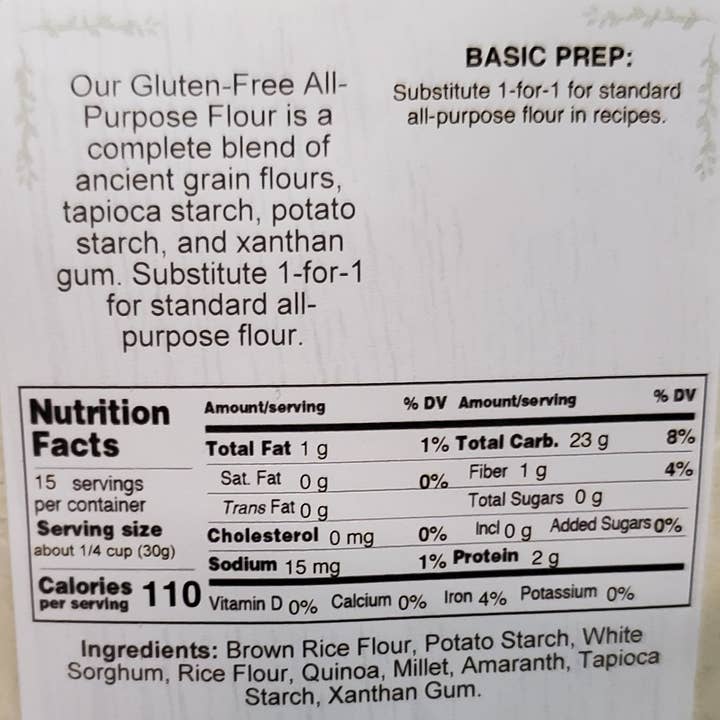 Our Gluten-Free All-
Purpose Flour is a
complete blend of
ancient grain flours,
tapioca starch, potato
starch, and xanthan
gum. Substitute 1-for-1
for standard all-
purpose flour.
BASIC PREP:
Substitute 1-for-1 for standard
all-purpose flour in recipes.
Nutrition
Facts
15 servings
per container
Serving size
about 1/4 cup (30g)
Calories
per serving
110
Amount/serving % DV Amount/serving % DV
Total Fat 1 g 1% Total Carb. 23 g 8%
Sat. Fat 0 g 0% Fiber 1 g 4%
Trans Fat 0 g Total Sugars 0 g
Cholesterol 0 mg 0% Incl 0 g Added Sugars 0%
Sodium 15 mg 1% Protein 2 g
Vitamin D 0% Calcium 0% Iron 4% Potassium 0%
Ingredients: Brown Rice Flour, Potato Starch, White
Sorghum, Rice Flour, Quinoa, Millet, Amaranth, Tapioca
Starch, Xanthan Gum.